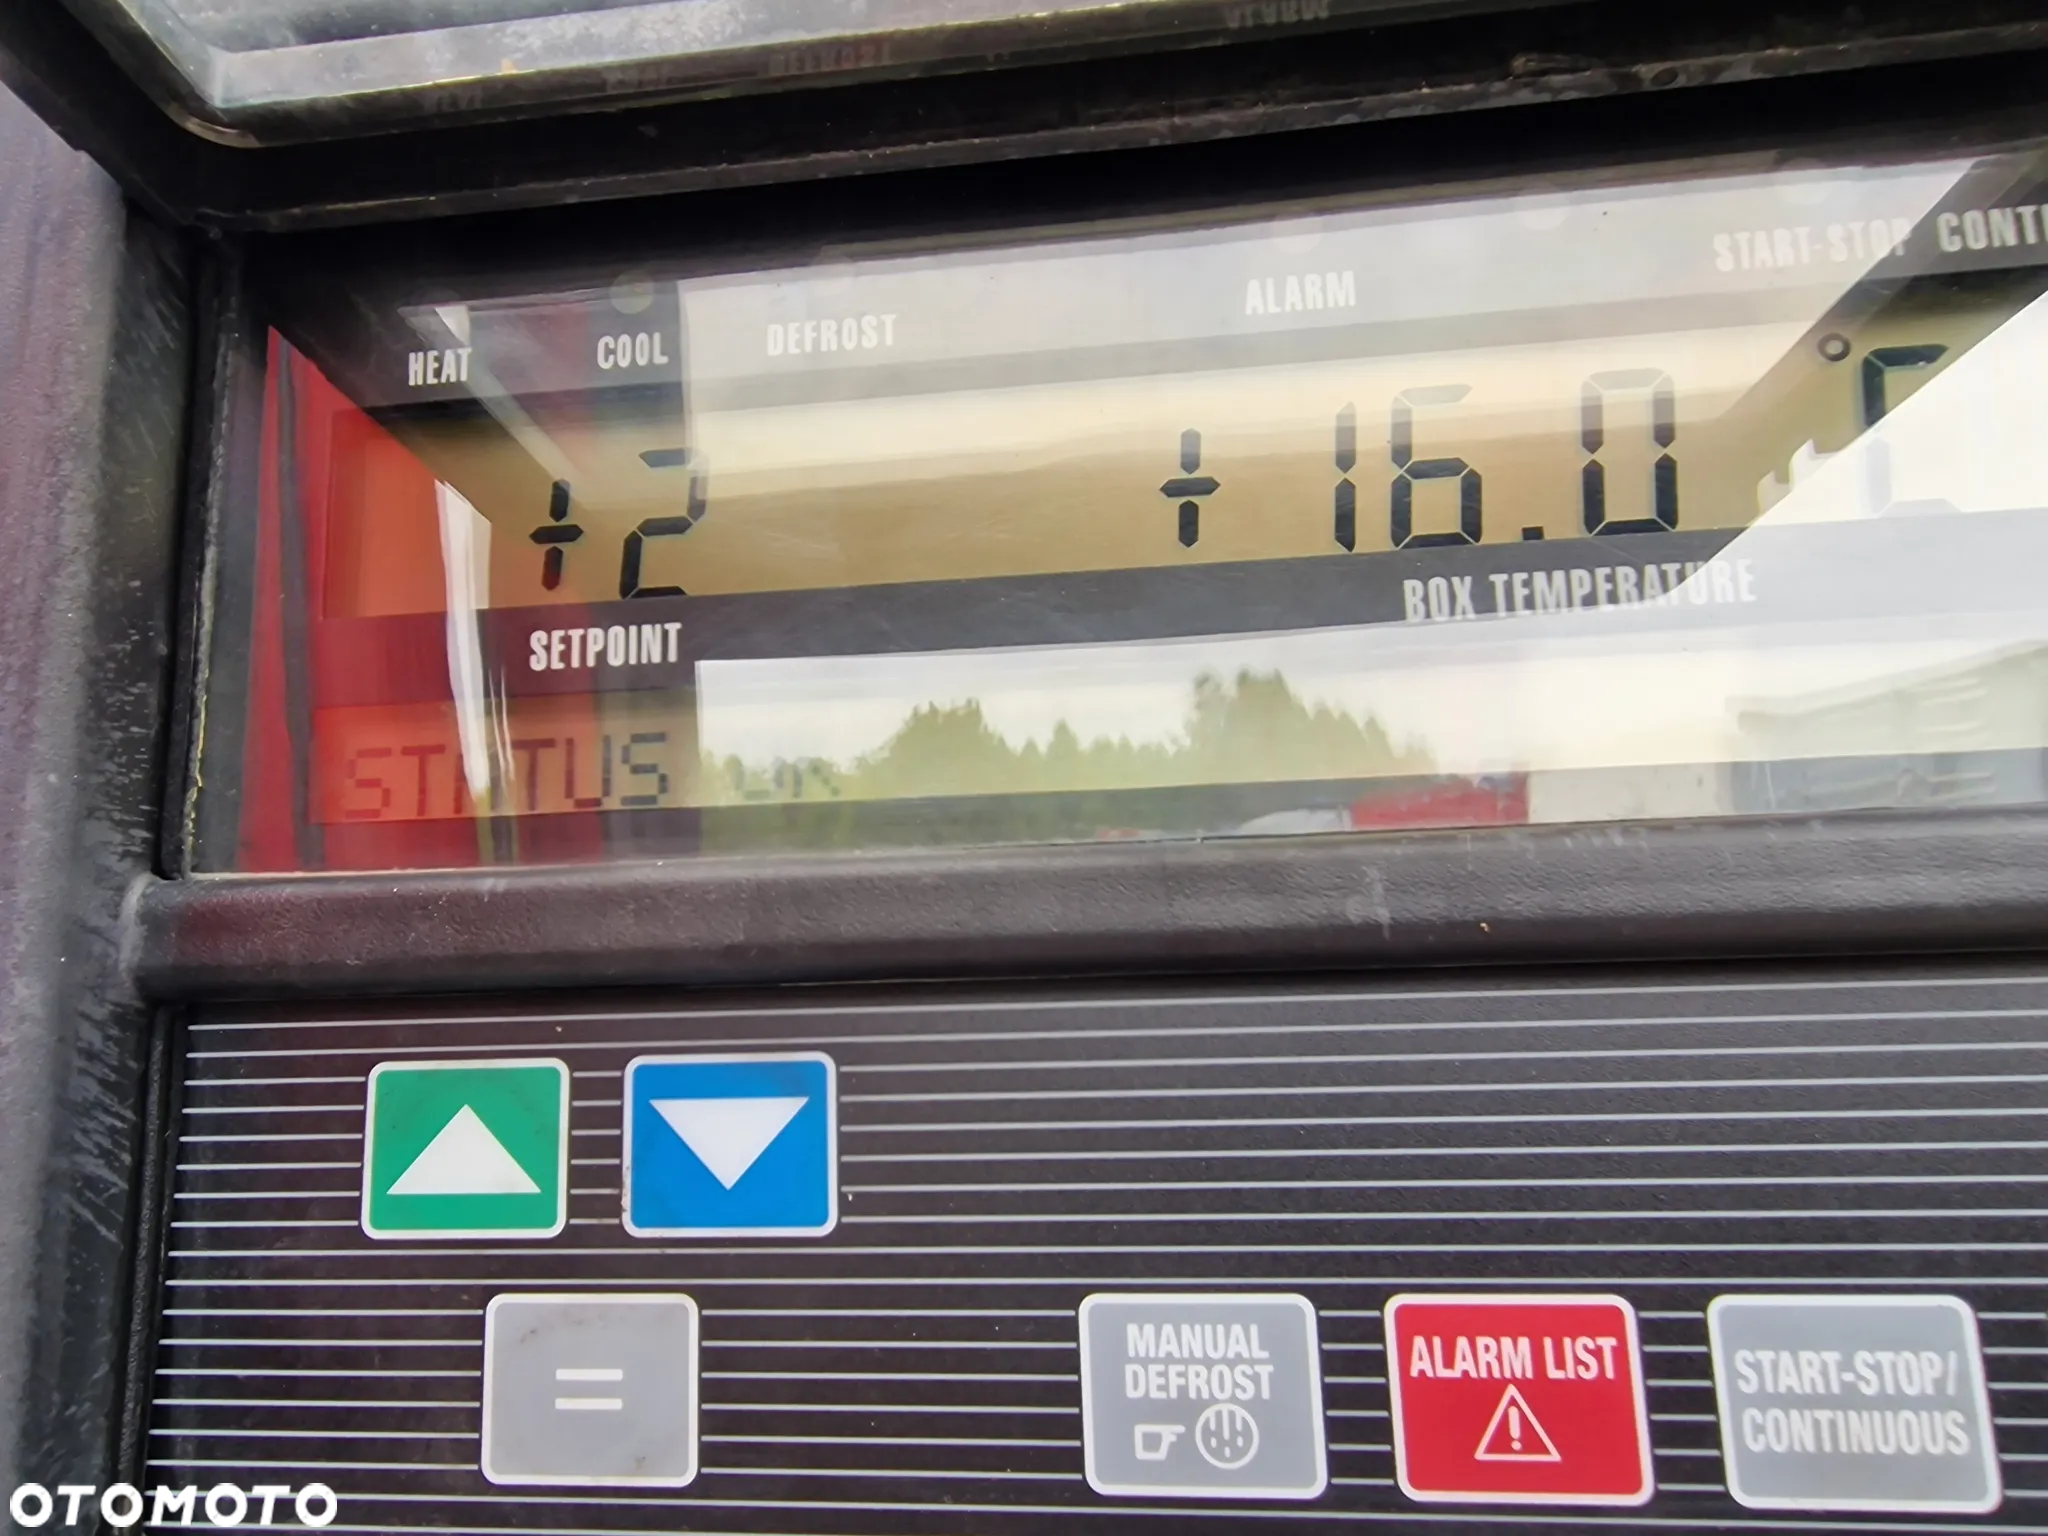 HEAT COOL DEFROST ALARM START-STOP
+2 +16.0 °C
SETPOINT BOX TEMPERATURE
STATUS OK
MANUAL DEFROST
ALARM LIST
START-STOP/
CONTINUOUS
=
OTOMOTO